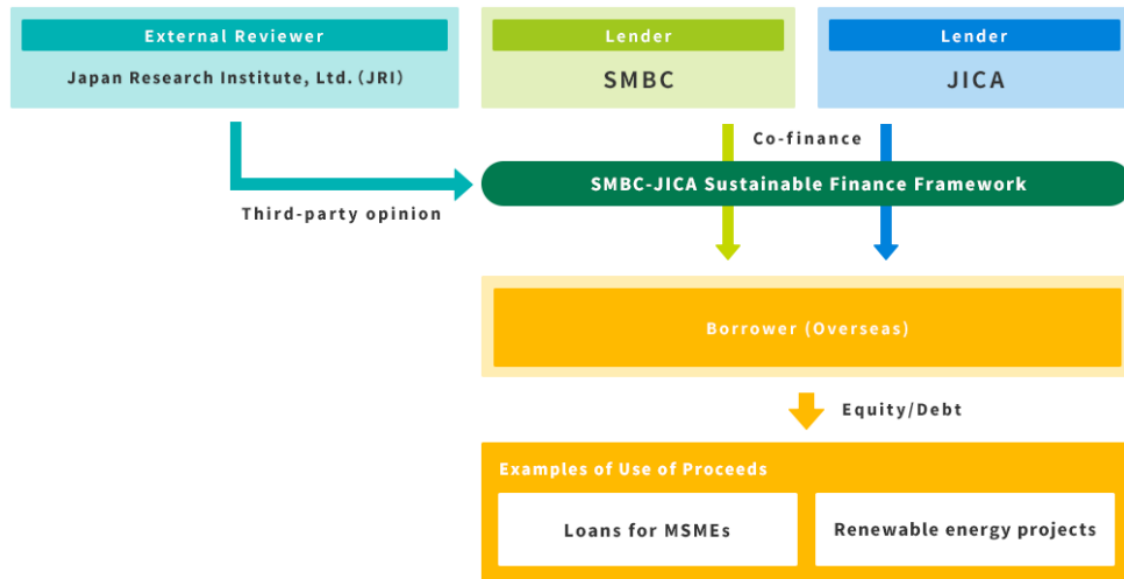 External Reviewer
Japan Research Institute, Ltd. (JRI)
Lender
SMBC
Lender
JICA
Co-finance
SMBC-JICA Sustainable Finance Framework
Third-party opinion
Borrower (Overseas)
Equity/Debt
Examples of Use of Proceeds
Loans for MSMEs
Renewable energy projects